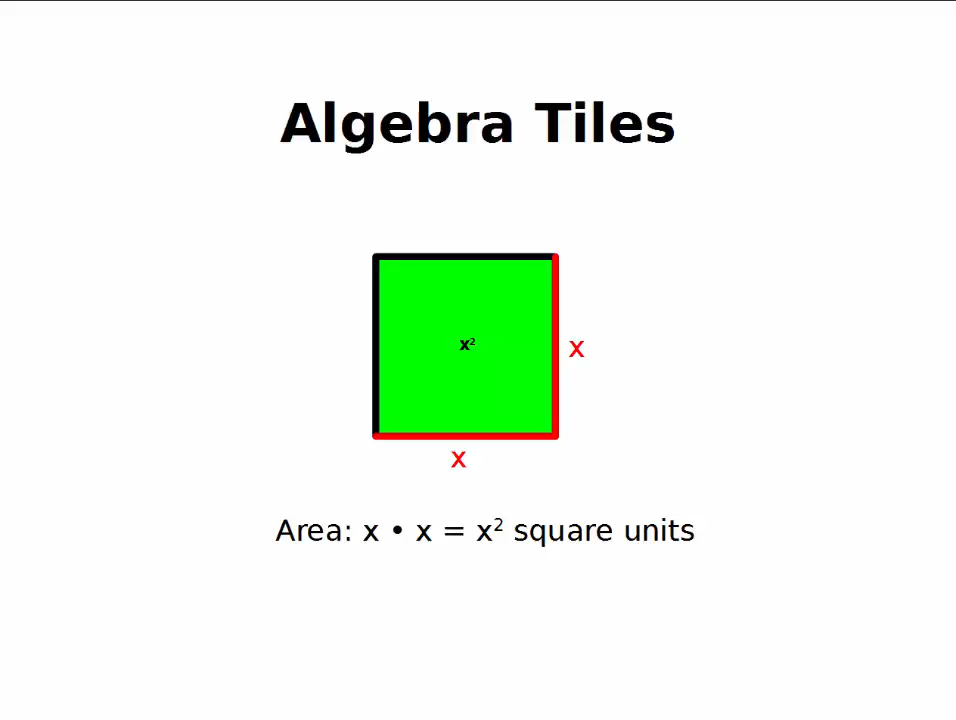 Algebra Tiles
x²
x
x
Area: x • x = x² square units